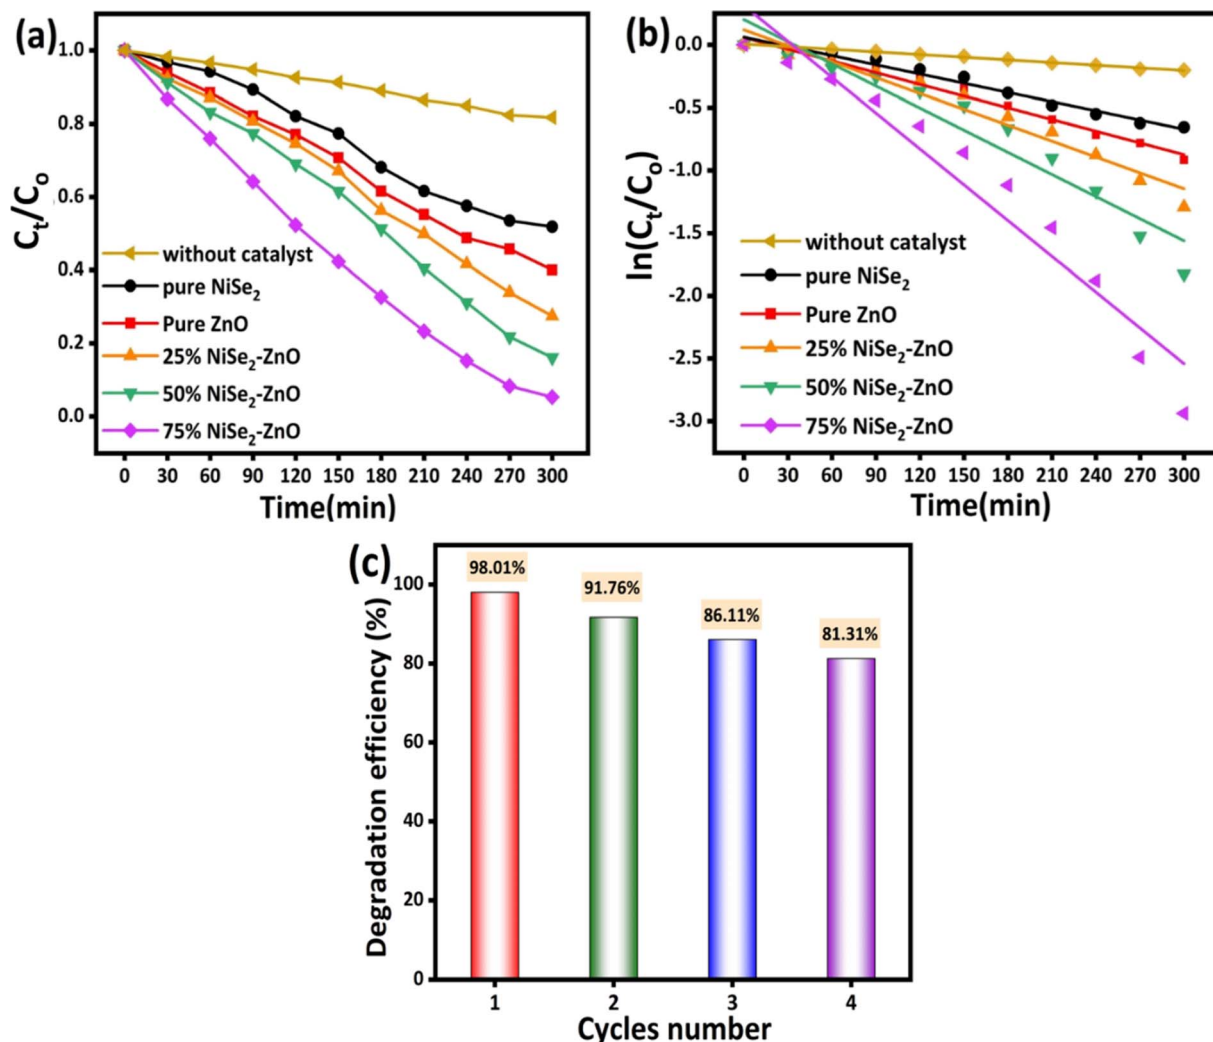 (a)
1.0
0.8
0.6
0.4
0.2
0.0
Cₜ/Cₒ
without catalyst
pure NiSe₂
Pure ZnO
25% NiSe₂-ZnO
50% NiSe₂-ZnO
75% NiSe₂-ZnO
0 30 60 90 120 150 180 210 240 270 300
Time(min)
(b)
0.0
-0.5
-1.0
-1.5
-2.0
-2.5
-3.0
ln(Cₜ/Cₒ)
without catalyst
pure NiSe₂
Pure ZnO
25% NiSe₂-ZnO
50% NiSe₂-ZnO
75% NiSe₂-ZnO
0 30 60 90 120 150 180 210 240 270 300
Time(min)
(c)
100
80
60
40
20
0
Degradation efficiency (%)
98.01%
91.76%
86.11%
81.31%
1 2 3 4
Cycles number